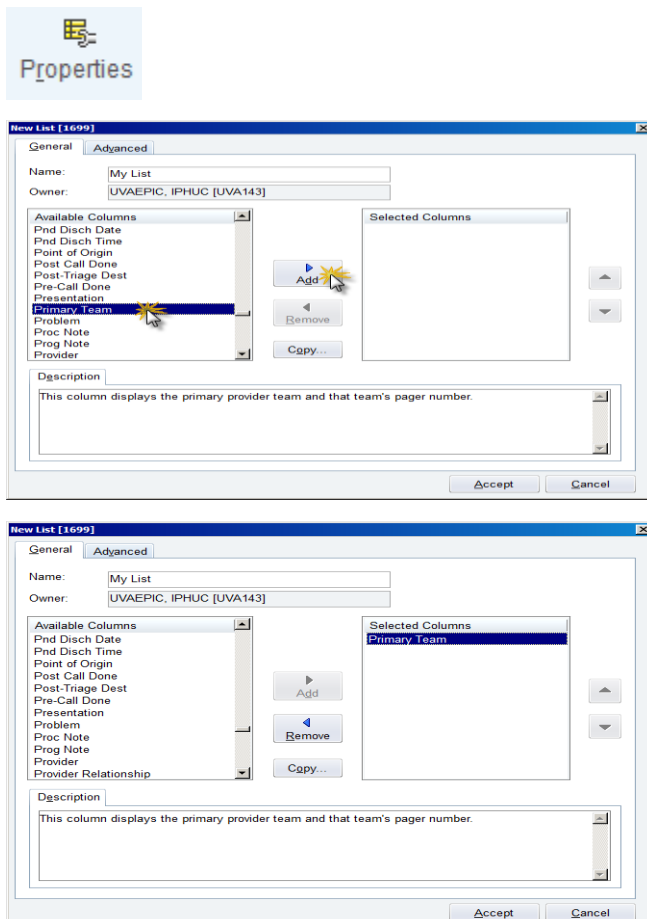 Properties
New List [1699]
General Advanced
Name: My List
Owner: UVAEPIC, IPHUC [UVA143]
Available Columns
Pnd Disch Date
Pnd Disch Time
Point of Origin
Post Call Done
Post-Triage Dest
Pre-Call Done
Presentation
Primary Team
Problem
Proc Note
Prog Note
Provider
Add
Remove
Copy...
Selected Columns
Description
This column displays the primary provider team and that team's pager number.
Accept Cancel
New List [1699]
General Advanced
Name: My List
Owner: UVAEPIC, IPHUC [UVA143]
Available Columns
Pnd Disch Date
Pnd Disch Time
Point of Origin
Post Call Done
Post-Triage Dest
Pre-Call Done
Presentation
Problem
Proc Note
Prog Note
Provider
Provider Relationship
Add
Remove
Copy...
Selected Columns
Primary Team
Description
This column displays the primary provider team and that team's pager number.
Accept Cancel